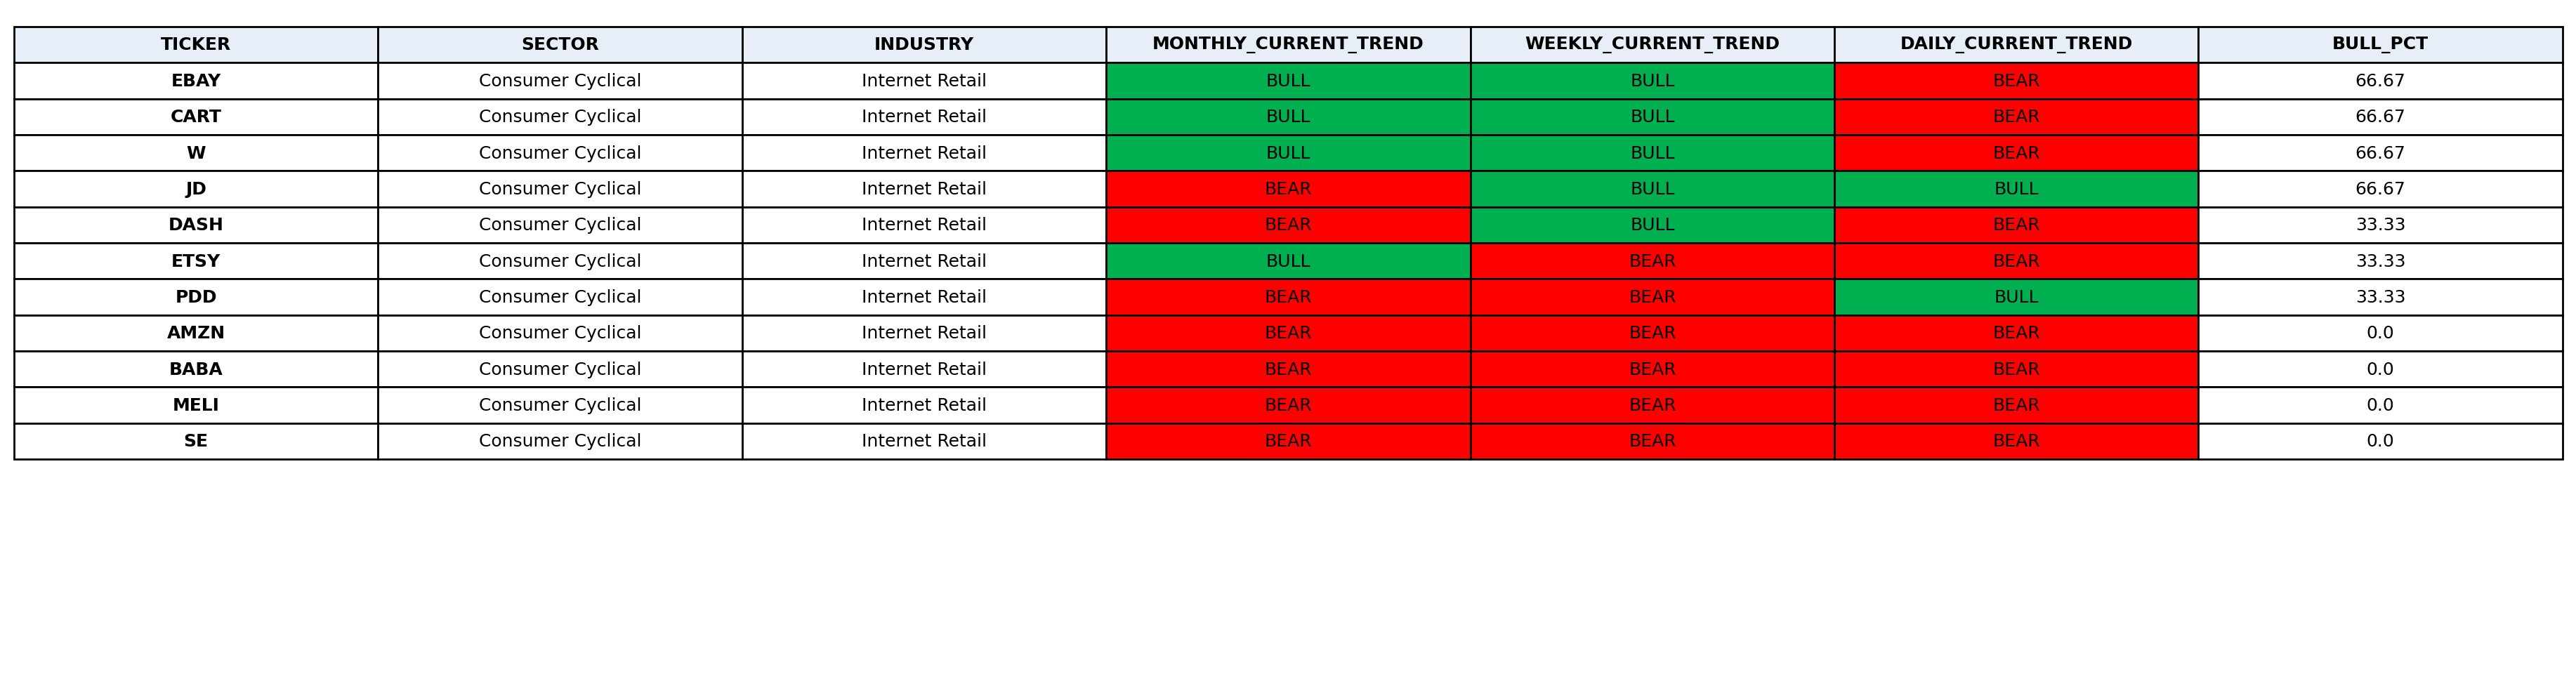 TICKER SECTOR INDUSTRY MONTHLY_CURRENT_TREND WEEKLY_CURRENT_TREND DAILY_CURRENT_TREND BULL_PCT
EBAY Consumer Cyclical Internet Retail BULL BULL BEAR 66.67
CART Consumer Cyclical Internet Retail BULL BULL BEAR 66.67
W Consumer Cyclical Internet Retail BULL BULL BEAR 66.67
JD Consumer Cyclical Internet Retail BEAR BULL BULL 66.67
DASH Consumer Cyclical Internet Retail BEAR BULL BEAR 33.33
ETSY Consumer Cyclical Internet Retail BULL BEAR BEAR 33.33
PDD Consumer Cyclical Internet Retail BEAR BEAR BULL 33.33
AMZN Consumer Cyclical Internet Retail BEAR BEAR BEAR 0.0
BABA Consumer Cyclical Internet Retail BEAR BEAR BEAR 0.0
MELI Consumer Cyclical Internet Retail BEAR BEAR BEAR 0.0
SE Consumer Cyclical Internet Retail BEAR BEAR BEAR 0.0